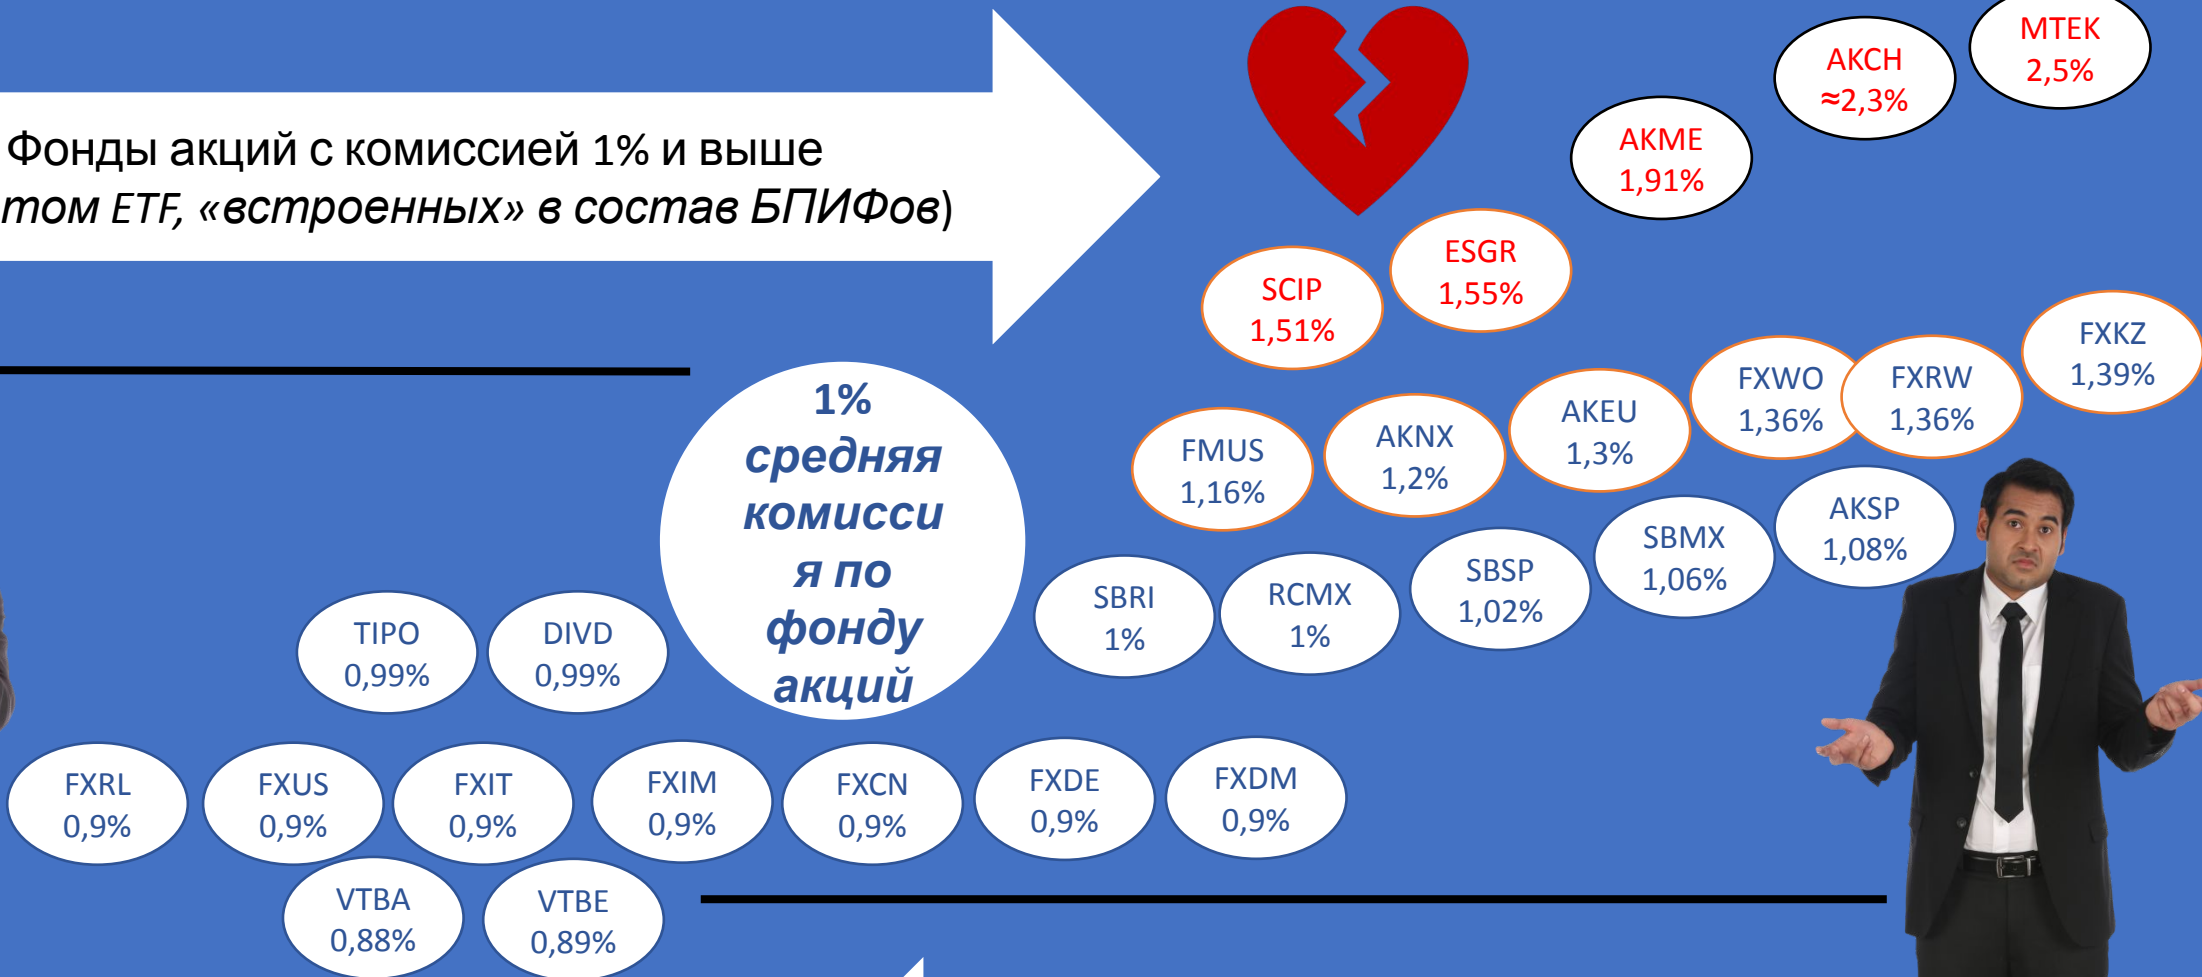 Фонды акций с комиссией 1% и выше
том ETF, «встроенных» в состав БПИФов)
MTEK
2,5%
AKCH
≈2,3%
AKME
1,91%
ESGR
1,55%
SCIP
1,51%
FXKZ
1,39%
FXWO
1,36%
FXRW
1,36%
AKEU
1,3%
AKNX
1,2%
FMUS
1,16%
AKSP
1,08%
SBMX
1,06%
SBSP
1,02%
RCMX
1%
SBRI
1%
1%
средняя
комисси
я по
фонду
акций
TIPO
0,99%
DIVD
0,99%
FXRL
0,9%
FXUS
0,9%
FXIT
0,9%
FXIM
0,9%
FXCN
0,9%
FXDE
0,9%
FXDM
0,9%
VTBA
0,88%
VTBE
0,89%